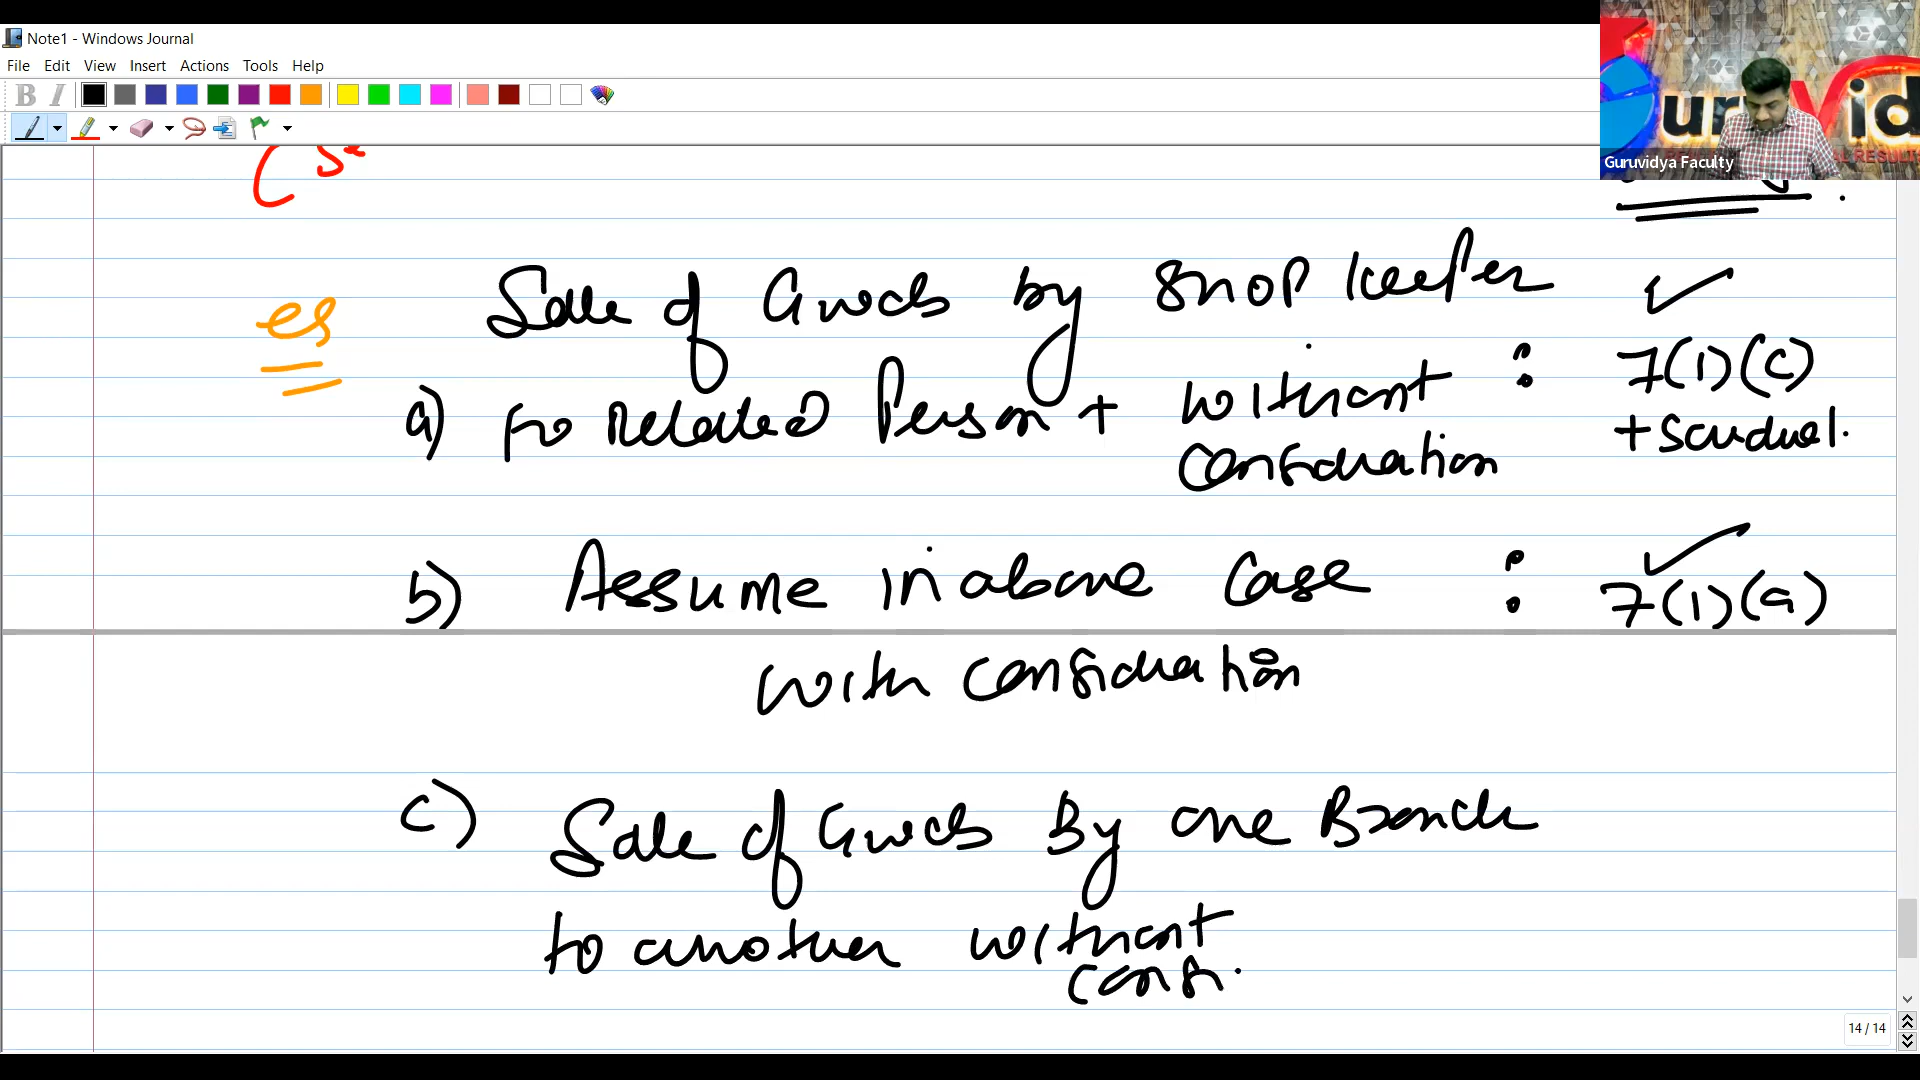 Note1 - Windows Journal
File Edit View Insert Actions Tools Help
B I
Guruvidya Faculty
eg
Sale of Goods by Shop keeper
a) to Related Person + without : 7(1)(c)
consideration + Schedule I.
b) Assume in above case : 7(1)(a)
with consideration
c) Sale of Goods By one Branch
to another without
cons.
14 / 14